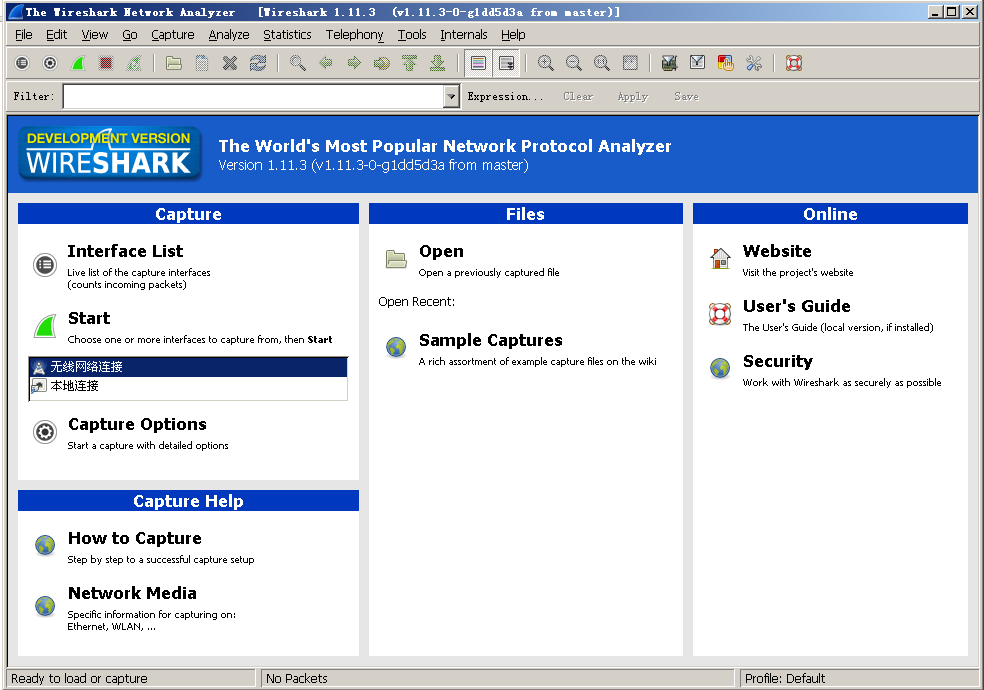 The Wireshark Network Analyzer [Wireshark 1.11.3 (v1.11.3-0-g1dd5d3a from master)]
File Edit View Go Capture Analyze Statistics Telephony Tools Internals Help
Filter: Expression... Clear Apply Save
DEVELOPMENT VERSION
WIRESHARK
The World's Most Popular Network Protocol Analyzer
Version 1.11.3 (v1.11.3-0-g1dd5d3a from master)
Capture
Interface List
Live list of the capture interfaces
(counts incoming packets)
Start
Choose one or more interfaces to capture from, then Start
无线网络连接
本地连接
Capture Options
Start a capture with detailed options
Capture Help
How to Capture
Step by step to a successful capture setup
Network Media
Specific information for capturing on:
Ethernet, WLAN, ...
Files
Open
Open a previously captured file
Open Recent:
Sample Captures
A rich assortment of example capture files on the wiki
Online
Website
Visit the project's website
User's Guide
The User's Guide (local version, if installed)
Security
Work with Wireshark as securely as possible
Ready to load or capture
No Packets
Profile: Default